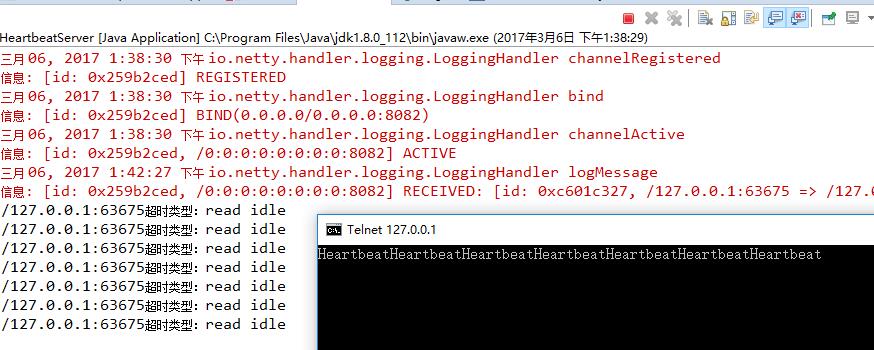 HeartbeatServer [Java Application] C:\Program Files\Java\jdk1.8.0_112\bin\javaw.exe (2017年3月6日 下午1:38:29)
三月 06, 2017 1:38:30 下午 io.netty.handler.logging.LoggingHandler channelRegistered
信息: [id: 0x259b2ced] REGISTERED
三月 06, 2017 1:38:30 下午 io.netty.handler.logging.LoggingHandler bind
信息: [id: 0x259b2ced] BIND(0.0.0.0/0.0.0.0:8082)
三月 06, 2017 1:38:30 下午 io.netty.handler.logging.LoggingHandler channelActive
信息: [id: 0x259b2ced, /0:0:0:0:0:0:0:0:8082] ACTIVE
三月 06, 2017 1:42:27 下午 io.netty.handler.logging.LoggingHandler logMessage
信息: [id: 0x259b2ced, /0:0:0:0:0:0:0:0:8082] RECEIVED: [id: 0xc601c327, /127.0.0.1:63675 => /127.0
/127.0.0.1:63675超时类型: read idle
/127.0.0.1:63675超时类型: read idle
/127.0.0.1:63675超时类型: read idle
/127.0.0.1:63675超时类型: read idle
/127.0.0.1:63675超时类型: read idle
/127.0.0.1:63675超时类型: read idle
/127.0.0.1:63675超时类型: read idle
C:\. Telnet 127.0.0.1
HeartbeatHeartbeatHeartbeatHeartbeatHeartbeatHeartbeatHeartbeat